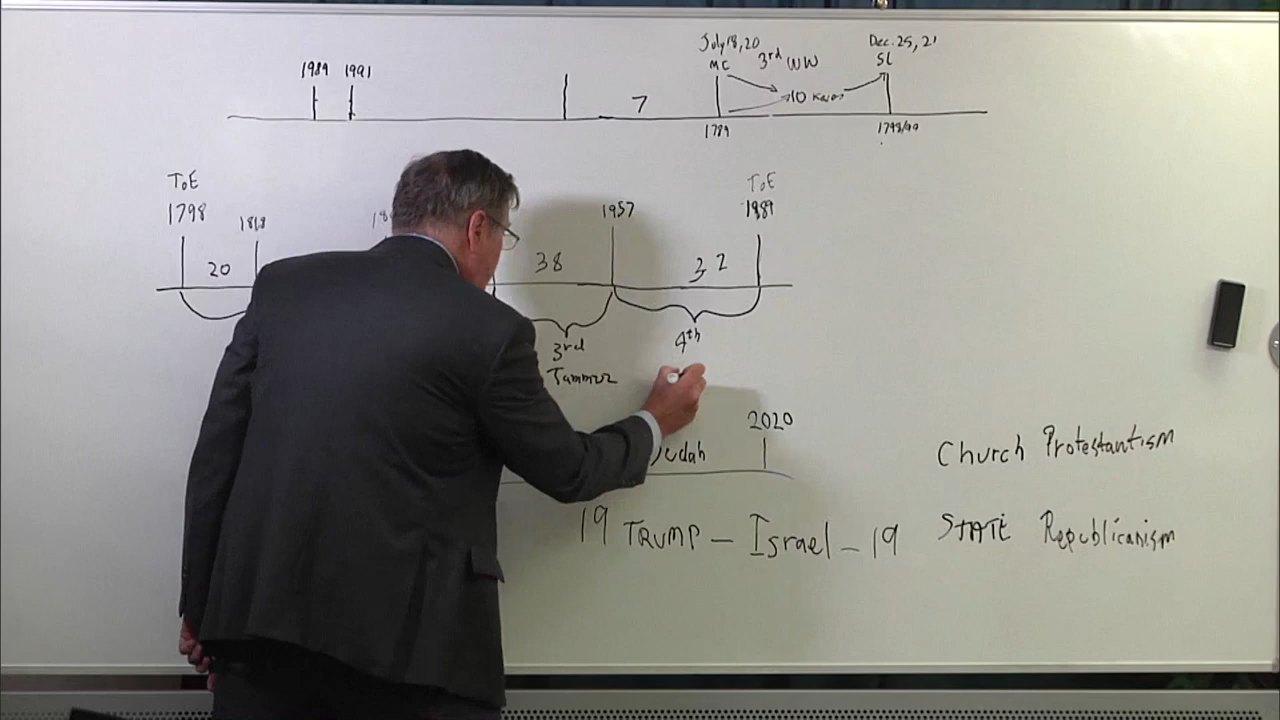 July 18, 20
MC
3rd WW
Dec. 25, 21
SL
1989 1991
7
10
1789
1798/99
ToE
1798
1818
1957
ToE
1989
20
38
32
3rd
Tammuz
4th
2020
Judah
19 TRUMP - Israel - 19
Church Protestantism
STATE Republicanism